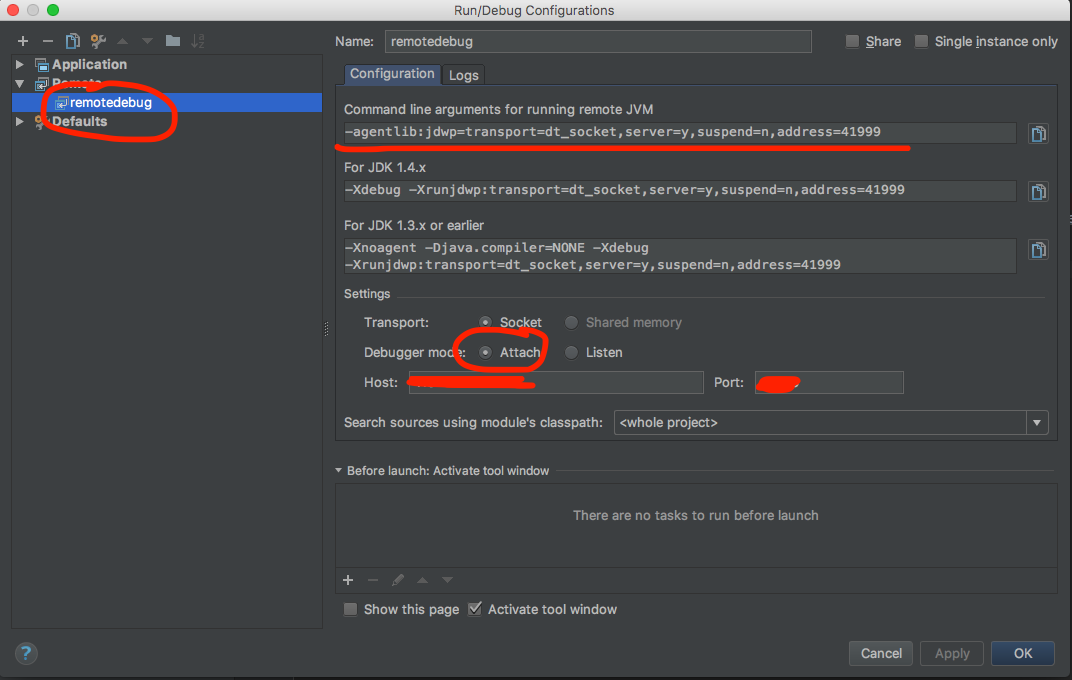 Run/Debug Configurations
Name: remotedebug Share Single instance only
Application
Remote
remotedebug
Defaults
Configuration Logs
Command line arguments for running remote JVM
-agentlib:jdwp=transport=dt_socket,server=y,suspend=n,address=41999
For JDK 1.4.x
-Xdebug -Xrunjdwp:transport=dt_socket,server=y,suspend=n,address=41999
For JDK 1.3.x or earlier
-Xnoagent -Djava.compiler=NONE -Xdebug
-Xrunjdwp:transport=dt_socket,server=y,suspend=n,address=41999
Settings
Transport: Socket Shared memory
Debugger mode: Attach Listen
Host: Port:
Search sources using module's classpath: <whole project>
Before launch: Activate tool window
There are no tasks to run before launch
Show this page Activate tool window
? Cancel Apply OK